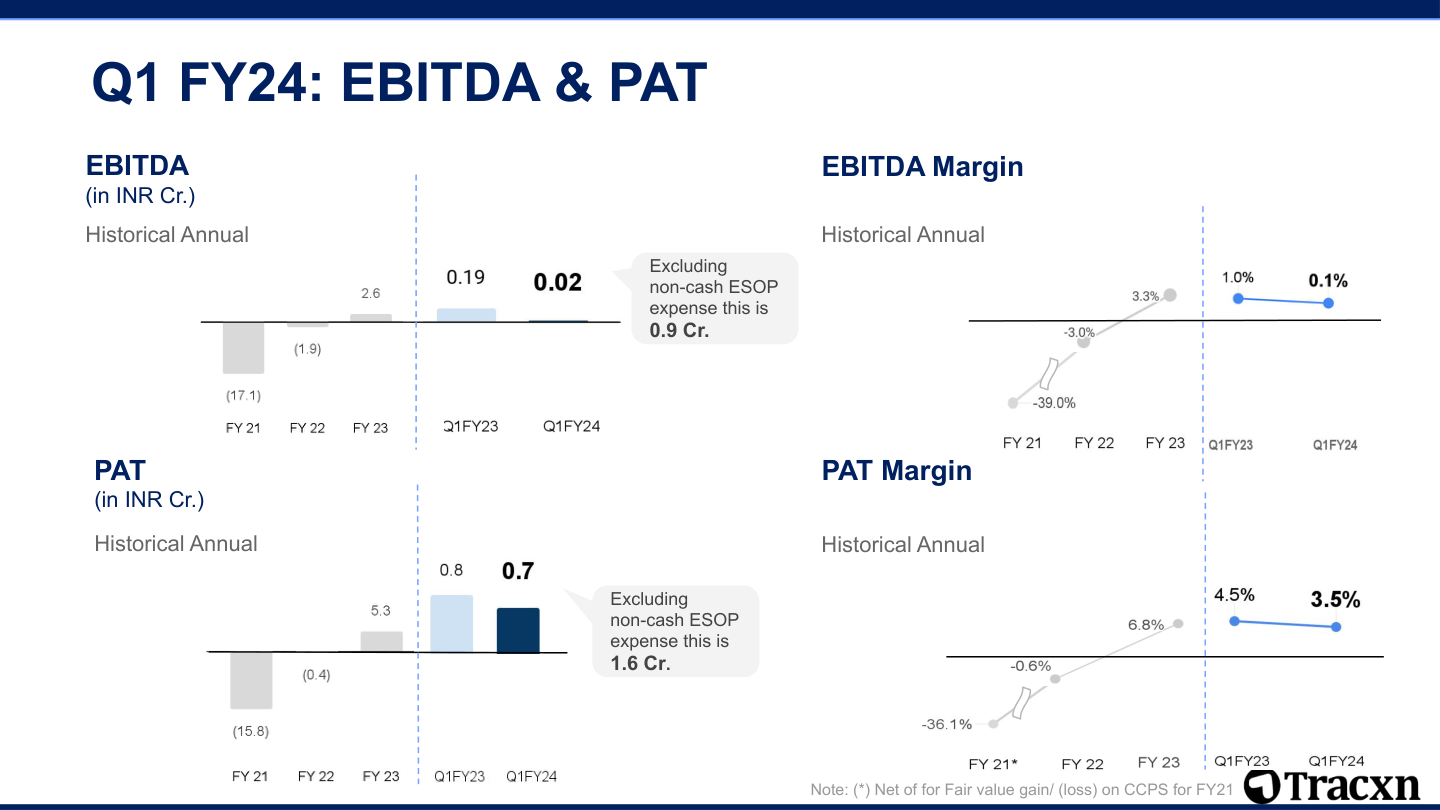 Q1 FY24: EBITDA & PAT
EBITDA
(in INR Cr.)
Historical Annual
0.19
0.02
2.6
(1.9)
(17.1)
FY 21
FY 22
FY 23
Q1FY23
Q1FY24
Excluding
non-cash ESOP
expense this is
0.9 Cr.
EBITDA Margin
Historical Annual
1.0%
0.1%
3.3%
-3.0%
-39.0%
FY 21
FY 22
FY 23
Q1FY23
Q1FY24
PAT
(in INR Cr.)
Historical Annual
0.8
0.7
5.3
(0.4)
(15.8)
FY 21
FY 22
FY 23
Q1FY23
Q1FY24
Excluding
non-cash ESOP
expense this is
1.6 Cr.
PAT Margin
Historical Annual
4.5%
3.5%
6.8%
-0.6%
-36.1%
FY 21*
FY 22
FY 23
Q1FY23
Q1FY24
Note: (*) Net of for Fair value gain/ (loss) on CCPS for FY21
Tracxn